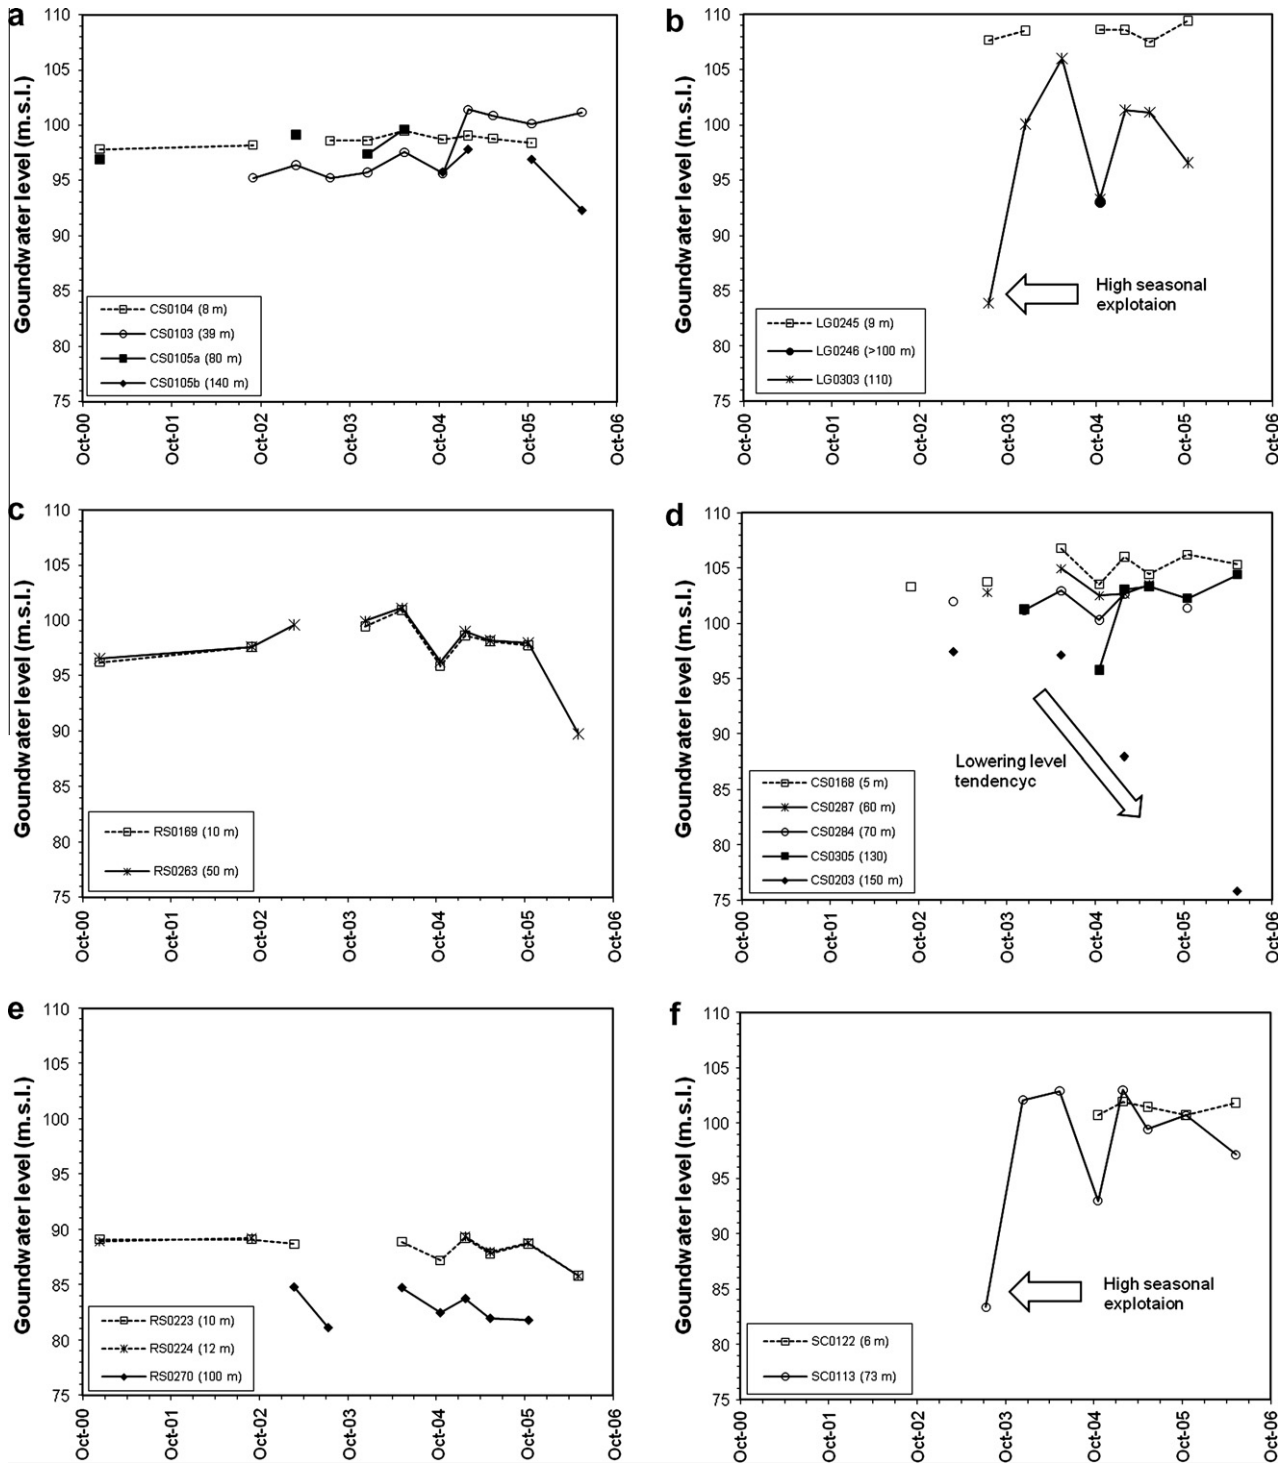 a
Goundwater level (m.s.l.)
110
105
100
95
90
85
80
75
CS0104 (8 m)
CS0103 (39 m)
CS0105a (80 m)
CS0105b (140 m)
Oct-00
Oct-01
Oct-02
Oct-03
Oct-04
Oct-05
Oct-06
b
Goundwater level (m.s.l.)
110
105
100
95
90
85
80
75
High seasonal
explotaion
LG0245 (9 m)
LG0246 (>100 m)
LG0303 (110)
Oct-00
Oct-01
Oct-02
Oct-03
Oct-04
Oct-05
Oct-06
c
Goundwater level (m.s.l.)
110
105
100
95
90
85
80
75
RS0169 (10 m)
RS0263 (50 m)
Oct-00
Oct-01
Oct-02
Oct-03
Oct-04
Oct-05
Oct-06
d
Goundwater level (m.s.l.)
110
105
100
95
90
85
80
75
Lowering level
tendencyc
CS0168 (5 m)
CS0287 (60 m)
CS0284 (70 m)
CS0305 (130)
CS0203 (150 m)
Oct-00
Oct-01
Oct-02
Oct-03
Oct-04
Oct-05
Oct-06
e
Goundwater level (m.s.l.)
110
105
100
95
90
85
80
75
RS0223 (10 m)
RS0224 (12 m)
RS0270 (100 m)
Oct-00
Oct-01
Oct-02
Oct-03
Oct-04
Oct-05
Oct-06
f
Goundwater level (m.s.l.)
110
105
100
95
90
85
80
75
High seasonal
explotaion
SC0122 (6 m)
SC0113 (73 m)
Oct-00
Oct-01
Oct-02
Oct-03
Oct-04
Oct-05
Oct-06